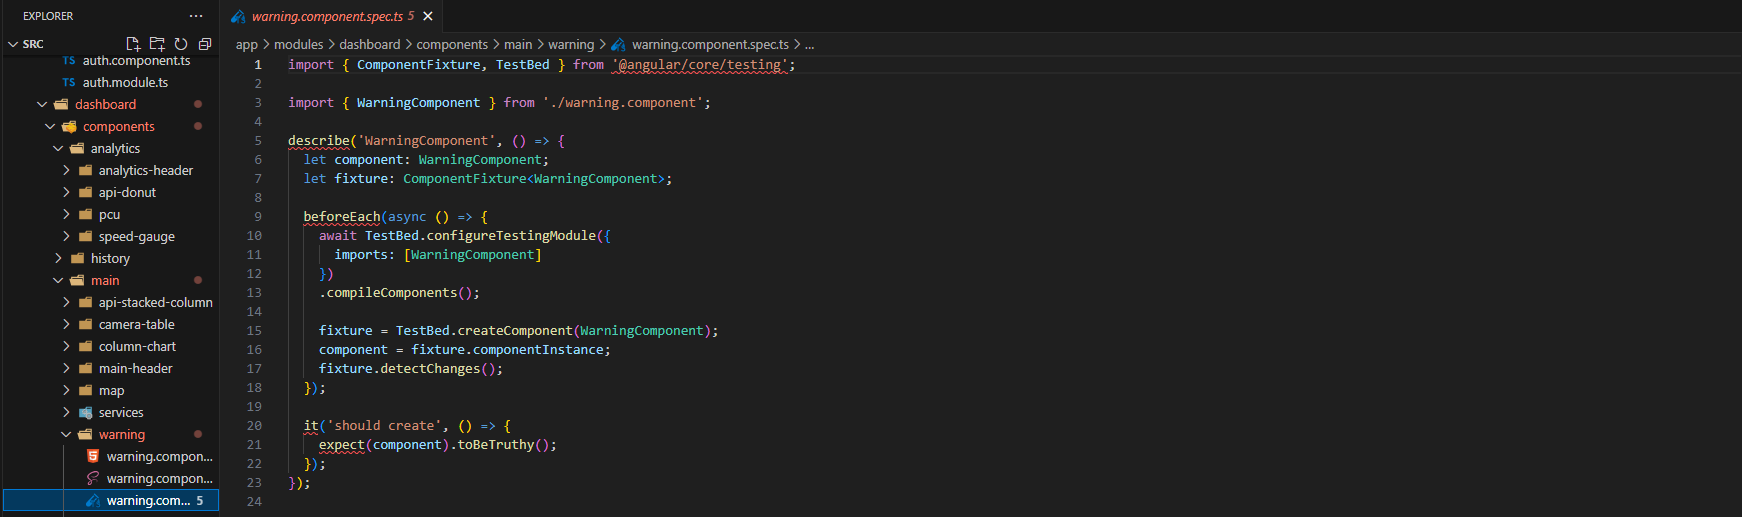 EXPLORER ···
SRC
TS auth.component.ts
TS auth.module.ts
dashboard
components
analytics
analytics-header
api-donut
pcu
speed-gauge
history
main
api-stacked-column
camera-table
column-chart
main-header
map
services
warning
warning.compon...
warning.compon...
warning.com... 5
warning.component.spec.ts 5
app > modules > dashboard > components > main > warning > warning.component.spec.ts > ...
1 import { ComponentFixture, TestBed } from '@angular/core/testing';
2
3 import { WarningComponent } from './warning.component';
4
5 describe('WarningComponent', () => {
6 let component: WarningComponent;
7 let fixture: ComponentFixture<WarningComponent>;
8
9 beforeEach(async () => {
10 await TestBed.configureTestingModule({
11 imports: [WarningComponent]
12 })
13 .compileComponents();
14
15 fixture = TestBed.createComponent(WarningComponent);
16 component = fixture.componentInstance;
17 fixture.detectChanges();
18 });
19
20 it('should create', () => {
21 expect(component).toBeTruthy();
22 });
23 });
24